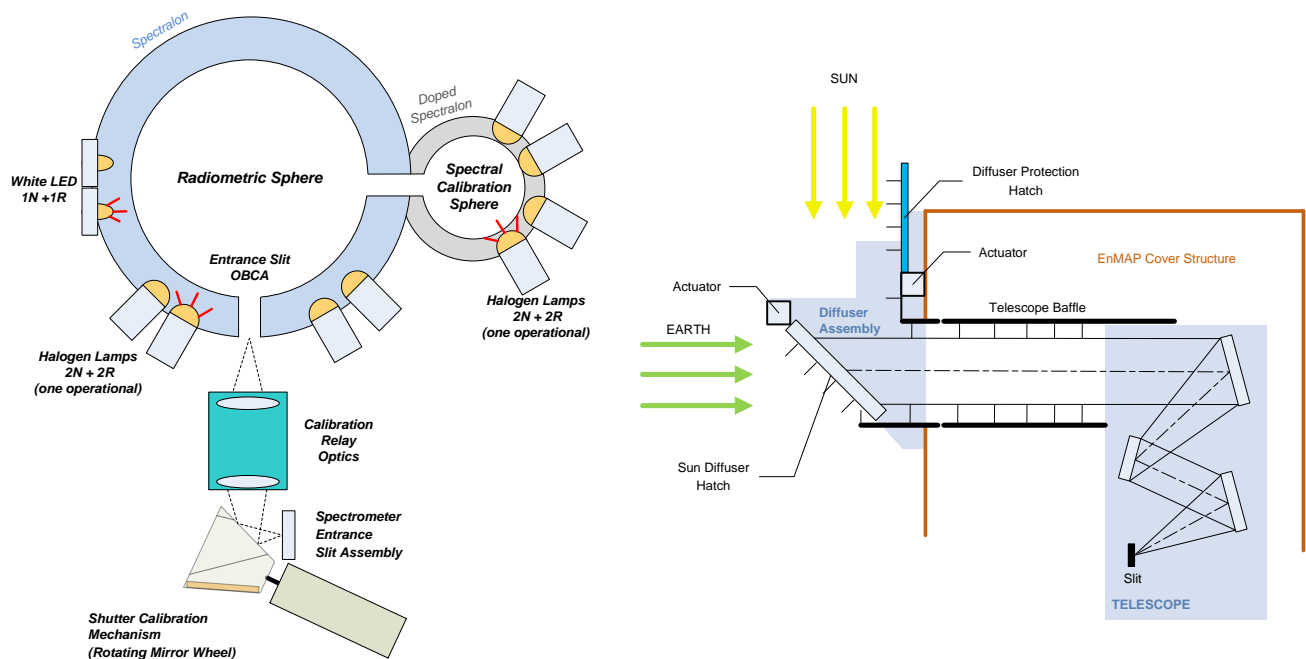 Spectralon
Doped
Spectralon
White LED
1N +1R
Radiometric Sphere
Spectral
Calibration
Sphere
Entrance Slit
OBCA
Halogen Lamps
2N + 2R
(one operational)
Halogen Lamps
2N + 2R
(one operational)
Calibration
Relay
Optics
Spectrometer
Entrance
Slit Assembly
Shutter Calibration
Mechanism
(Rotating Mirror Wheel)
SUN
Diffuser Protection
Hatch
Actuator
EnMAP Cover Structure
Actuator
Diffuser
Assembly
Telescope Baffle
EARTH
Sun Diffuser
Hatch
Slit
TELESCOPE